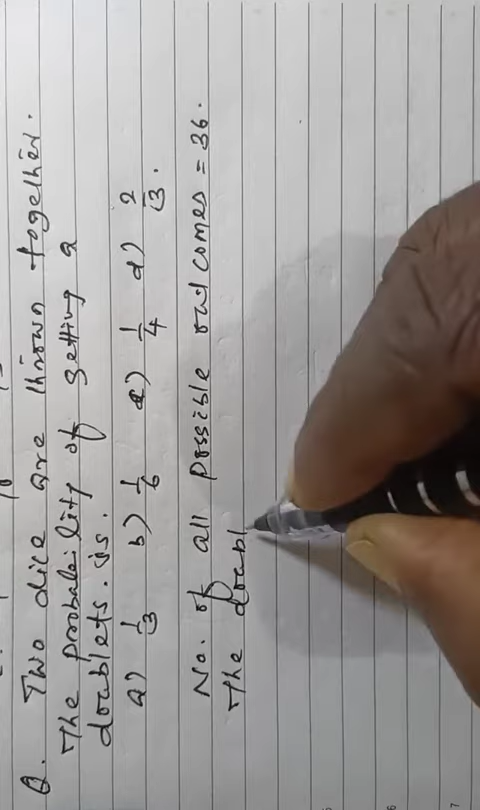 Q. Two dice are thrown together.
The probability of getting a
doublets. is.
a) 1/3 b) 1/6 c) 1/4 d) 2/3.
No. of all possible outcomes = 36.
The doubl